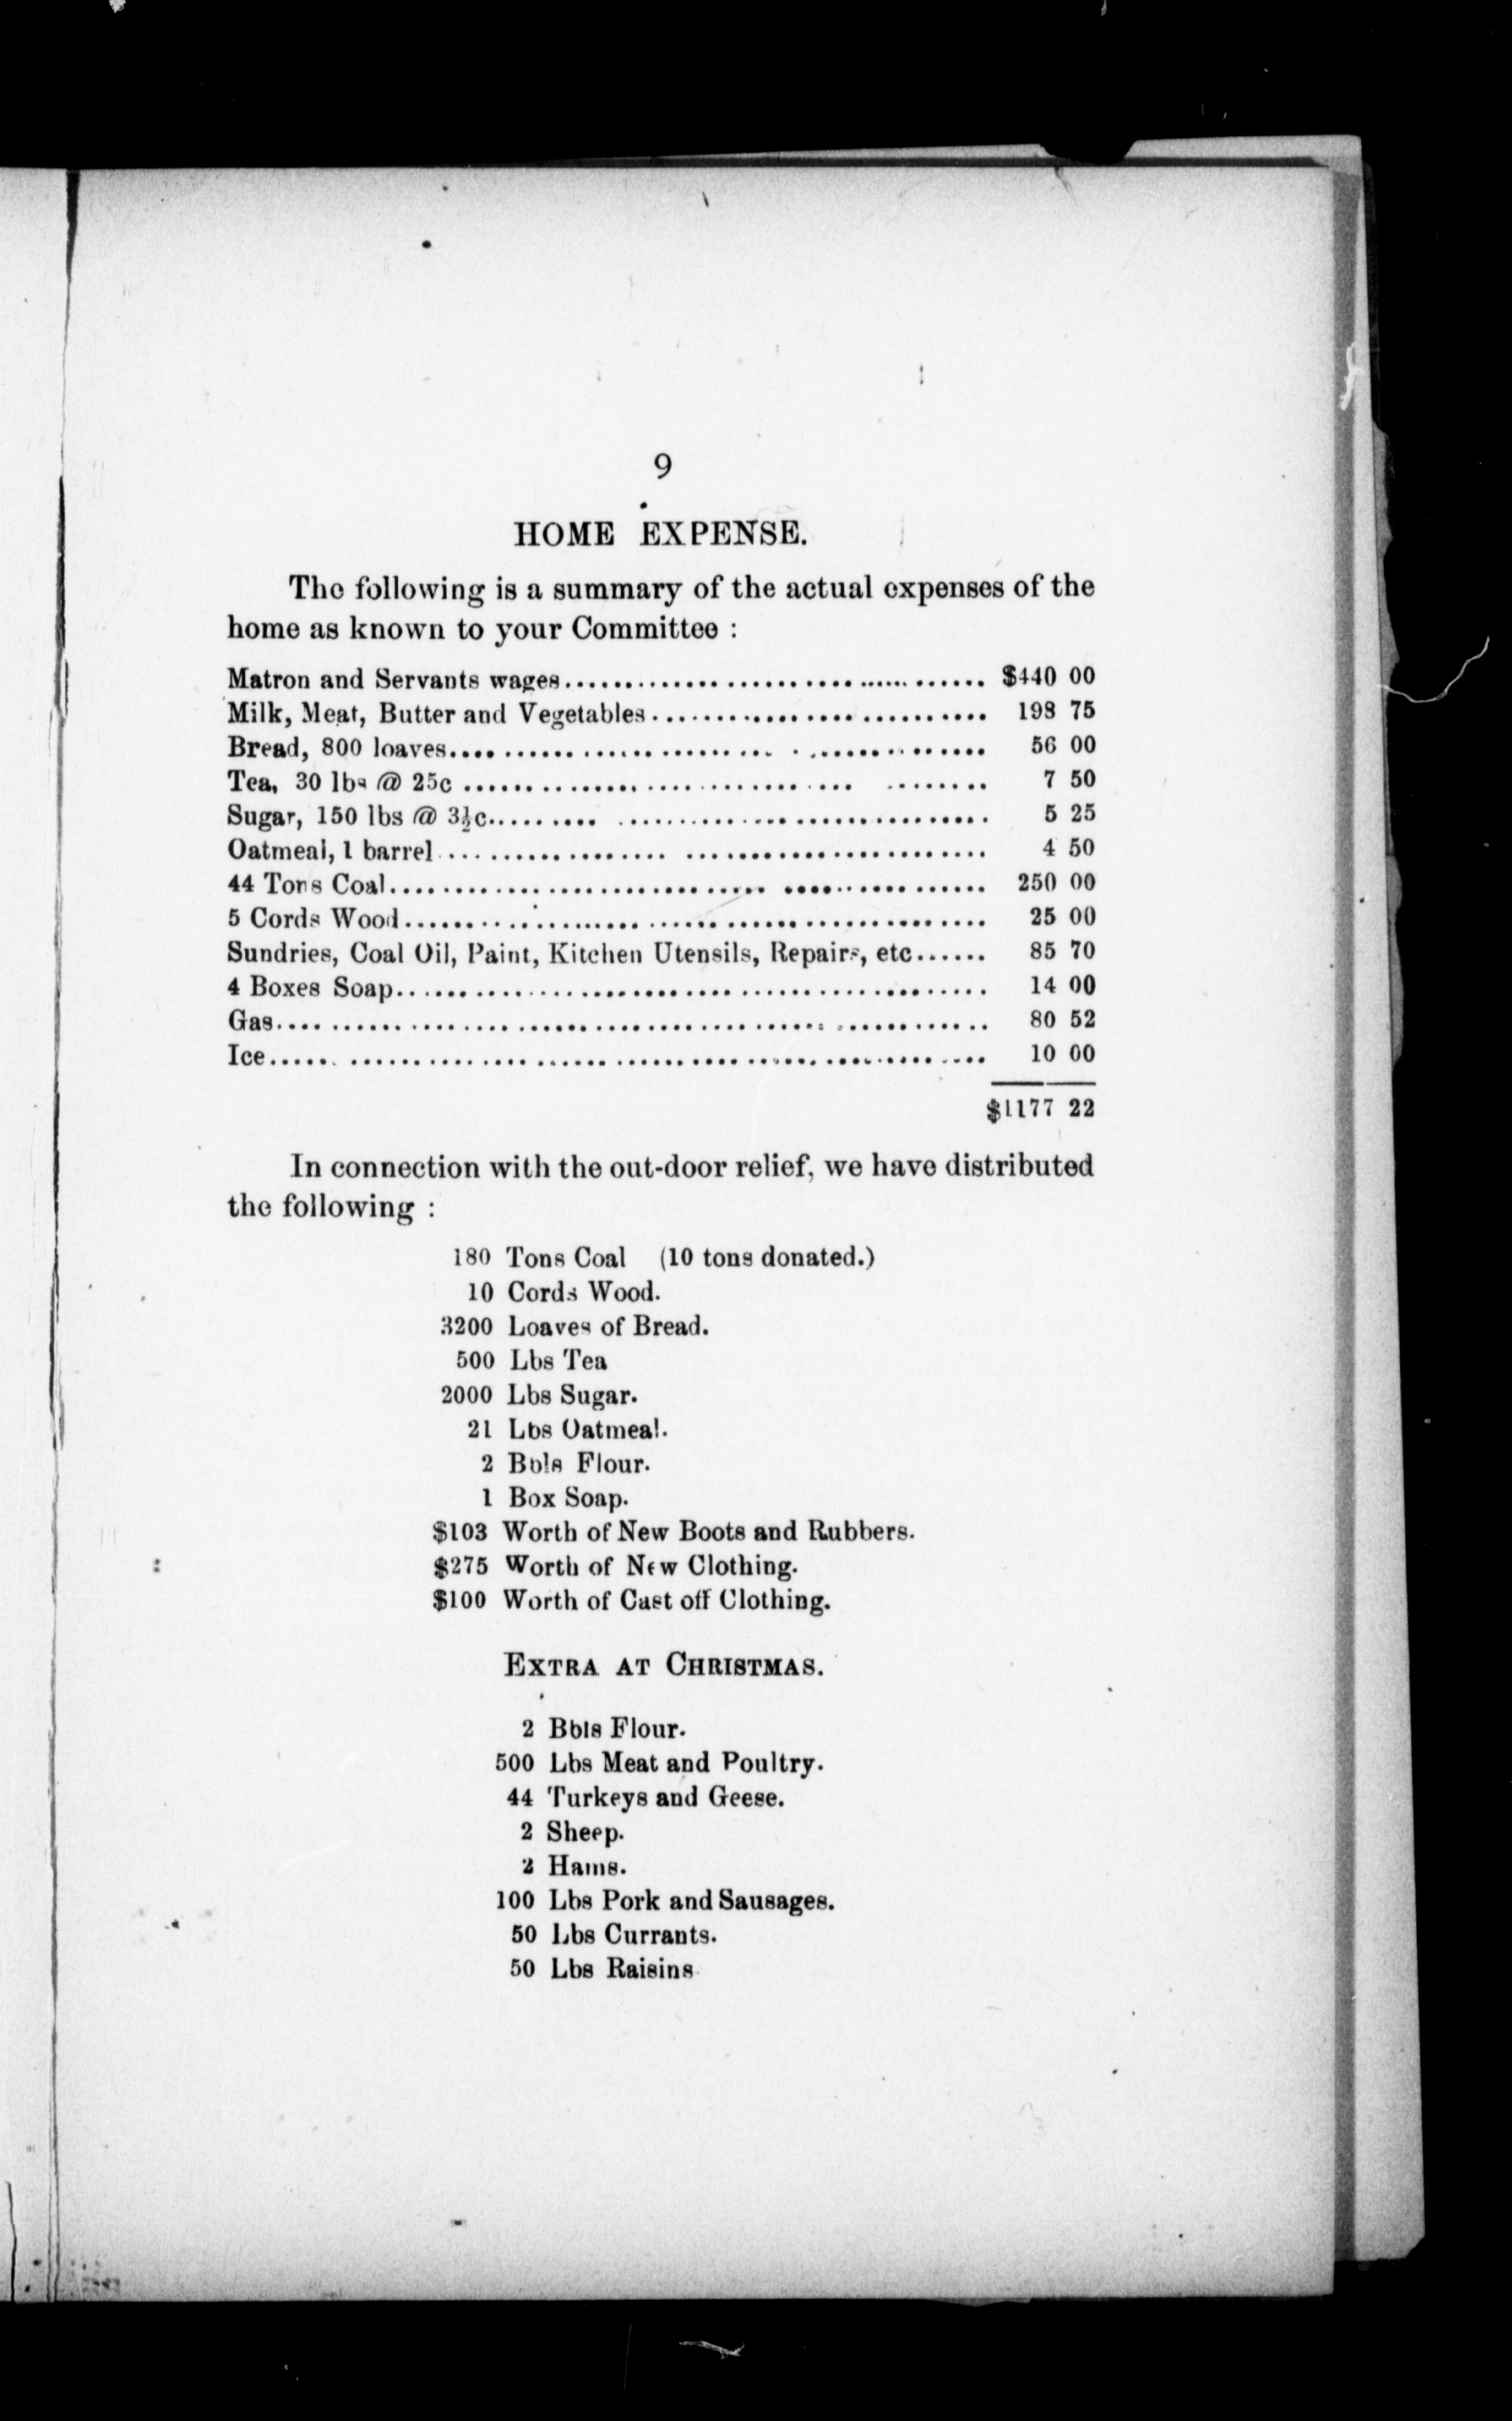 9
HOME EXPENSE.
The following is a summary of the actual expenses of the
home as known to your Committee :
Matron and Servants wages........................................ $440 00
Milk, Meat, Butter and Vegetables................................ 198 75
Bread, 800 loaves................................................ 56 00
Tea, 30 lbs @ 25c ............................................... 7 50
Sugar, 150 lbs @ 3½c............................................. 5 25
Oatmeal, 1 barrel ............................................... 4 50
44 Tons Coal..................................................... 250 00
5 Cords Wood..................................................... 25 00
Sundries, Coal Oil, Paint, Kitchen Utensils, Repairs, etc...... 85 70
4 Boxes Soap..................................................... 14 00
Gas.............................................................. 80 52
Ice.............................................................. 10 00
$1177 22
In connection with the out-door relief, we have distributed
the following :
180 Tons Coal (10 tons donated.)
10 Cords Wood.
3200 Loaves of Bread.
500 Lbs Tea
2000 Lbs Sugar.
21 Lbs Oatmeal.
2 Bbls Flour.
1 Box Soap.
$103 Worth of New Boots and Rubbers.
$275 Worth of New Clothing.
$100 Worth of Cast off Clothing.
EXTRA AT CHRISTMAS.
2 Bbls Flour.
500 Lbs Meat and Poultry.
44 Turkeys and Geese.
2 Sheep.
2 Hams.
100 Lbs Pork and Sausages.
50 Lbs Currants.
50 Lbs Raisins